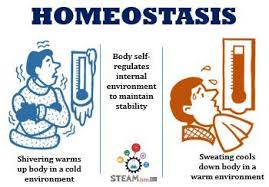 HOMEOSTASIS
Body self-
regulates
internal
environment
to maintain
stability
Shivering warms
up body in a cold
environment
STEAM
Sweating cools
down body in a
warm environment